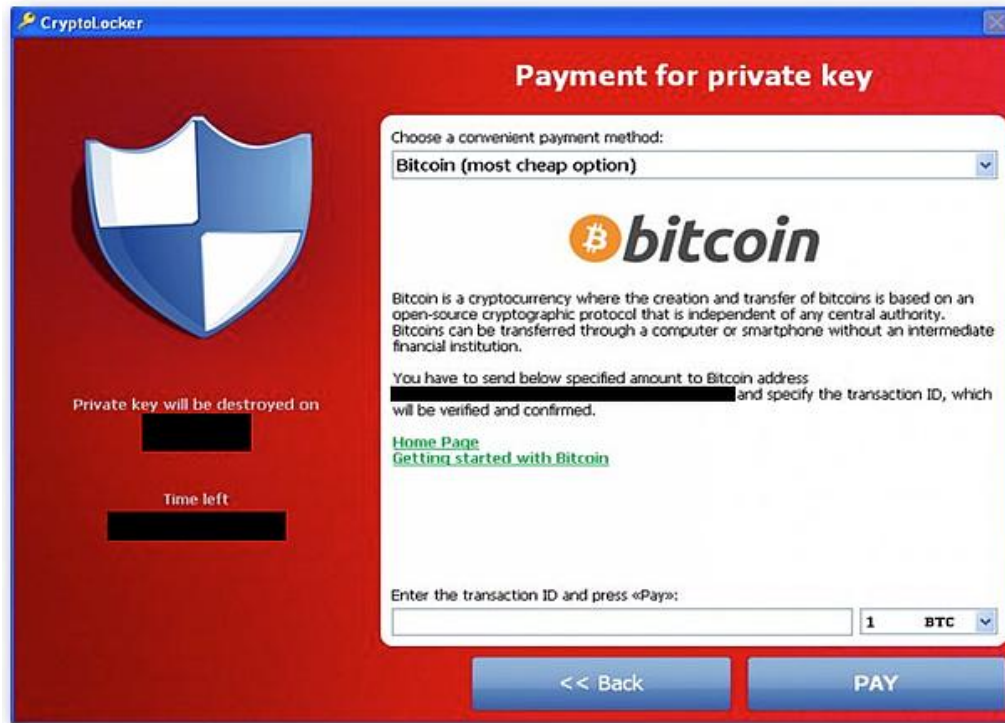 CryptoLocker
Payment for private key
Choose a convenient payment method:
Bitcoin (most cheap option)
bitcoin
Bitcoin is a cryptocurrency where the creation and transfer of bitcoins is based on an
open-source cryptographic protocol that is independent of any central authority.
Bitcoins can be transferred through a computer or smartphone without an intermediate
financial institution.
You have to send below specified amount to Bitcoin address
and specify the transaction ID, which
will be verified and confirmed.
Home Page
Getting started with Bitcoin
Private key will be destroyed on
Time left
Enter the transaction ID and press «Pay»:
1 BTC
<< Back
PAY